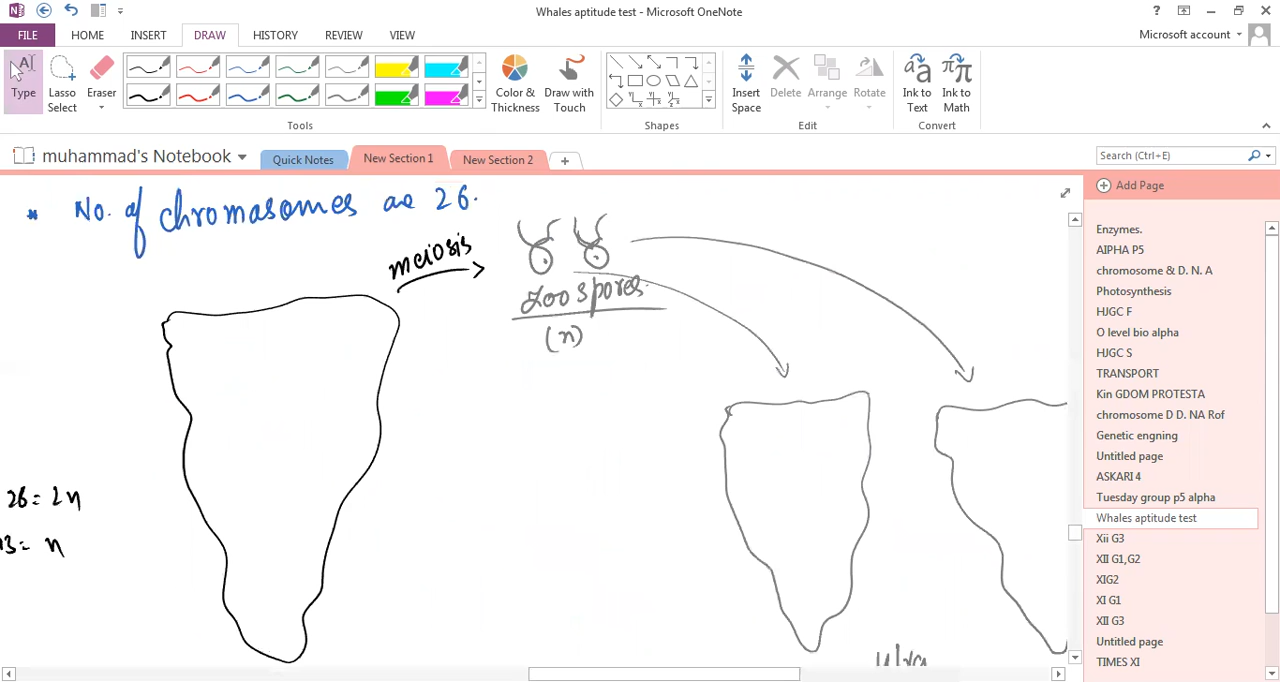 Whales aptitude test - Microsoft OneNote
FILE HOME INSERT DRAW HISTORY REVIEW VIEW
Microsoft account
Type
Lasso Select
Eraser
Color & Thickness
Draw with Touch
Insert Space
Delete
Arrange
Rotate
Ink to Text
Ink to Math
Tools
Shapes
Edit
Convert
muhammad's Notebook
Quick Notes
New Section 1
New Section 2
Search (Ctrl+E)
* No. of chromasomes are 26.
meiosis
Zoospores
(n)
26 = 2n
13 = n
Add Page
Enzymes.
AlPHA P5
chromosome & D. N. A
Photosynthesis
HJGC F
O level bio alpha
HJGC S
TRANSPORT
Kin GDOM PROTESTA
chromosome D D. NA Rof
Genetic engning
Untitled page
ASKARI 4
Tuesday group p5 alpha
Whales aptitude test
Xii G3
XII G1,G2
XIG2
XI G1
XII G3
Untitled page
TIMES XI